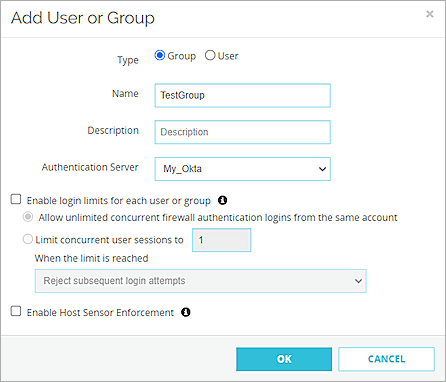 Add User or Group
×
Type Group User
Name TestGroup
Description Description
Authentication Server My_Okta
Enable login limits for each user or group
Allow unlimited concurrent firewall authentication logins from the same account
Limit concurrent user sessions to 1
When the limit is reached
Reject subsequent login attempts
Enable Host Sensor Enforcement
OK CANCEL